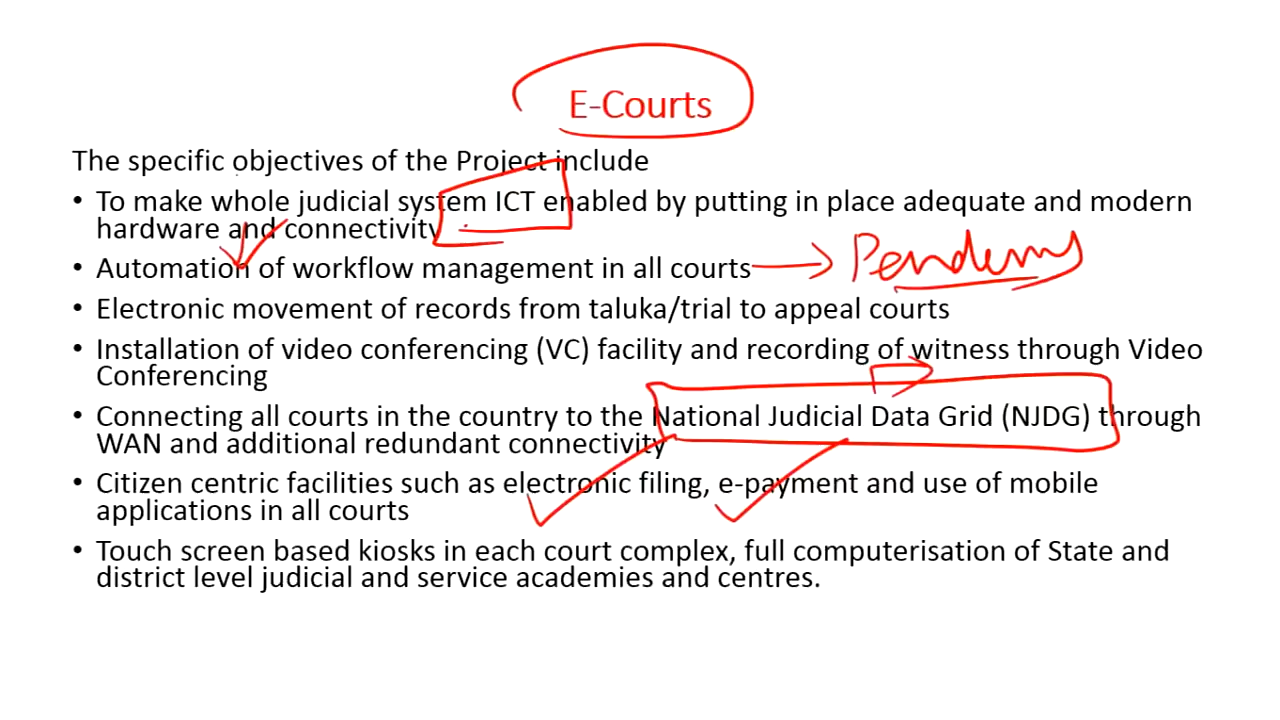 E-Courts
The specific objectives of the Project include
• To make whole judicial system ICT enabled by putting in place adequate and modern
hardware and connectivity
• Automation of workflow management in all courts
• Electronic movement of records from taluka/trial to appeal courts
• Installation of video conferencing (VC) facility and recording of witness through Video
Conferencing
• Connecting all courts in the country to the National Judicial Data Grid (NJDG) through
WAN and additional redundant connectivity
• Citizen centric facilities such as electronic filing, e-payment and use of mobile
applications in all courts
• Touch screen based kiosks in each court complex, full computerisation of State and
district level judicial and service academies and centres.